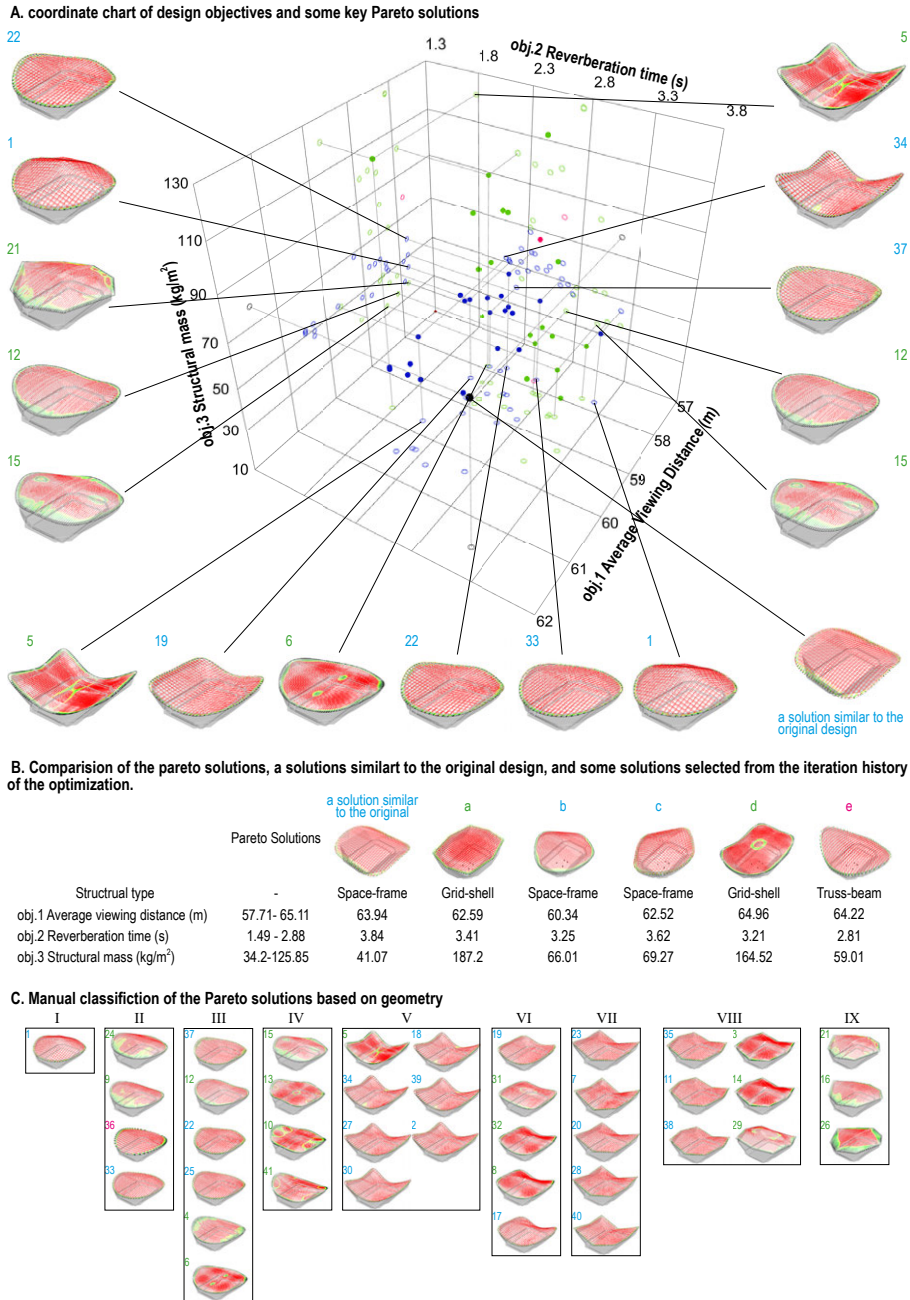 A. coordinate chart of design objectives and some key Pareto solutions
22
1
21
12
15
5
34
37
12
15
obj.2 Reverberation time (s)
1.3
1.8
2.3
2.8
3.3
3.8
obj.3 Structural mass (kg/m²)
130
110
90
70
50
30
10
obj.1 Average Viewing Distance (m)
57
58
59
60
61
62
5
19
6
22
33
1
a solution similar to the
original design
B. Comparision of the pareto solutions, a solutions similart to the original design, and some solutions selected from the iteration history
of the optimization.
a solution similar
to the original
a b c d e
Pareto Solutions
Structrual type - Space-frame Grid-shell Space-frame Space-frame Grid-shell Truss-beam
obj.1 Average viewing distance (m) 57.71- 65.11 63.94 62.59 60.34 62.52 64.96 64.22
obj.2 Reverberation time (s) 1.49 - 2.88 3.84 3.41 3.25 3.62 3.21 2.81
obj.3 Structural mass (kg/m²) 34.2-125.85 41.07 187.2 66.01 69.27 164.52 59.01
C. Manual classifiction of the Pareto solutions based on geometry
I II III IV V VI VII VIII IX
1 24 37 15 5 18 19 23 35 3 21
9 12 13 34 39 31 7 11 14 16
36 22 10 27 2 32 20 38 29 26
33 25 41 30 8 28
4 17 40
6